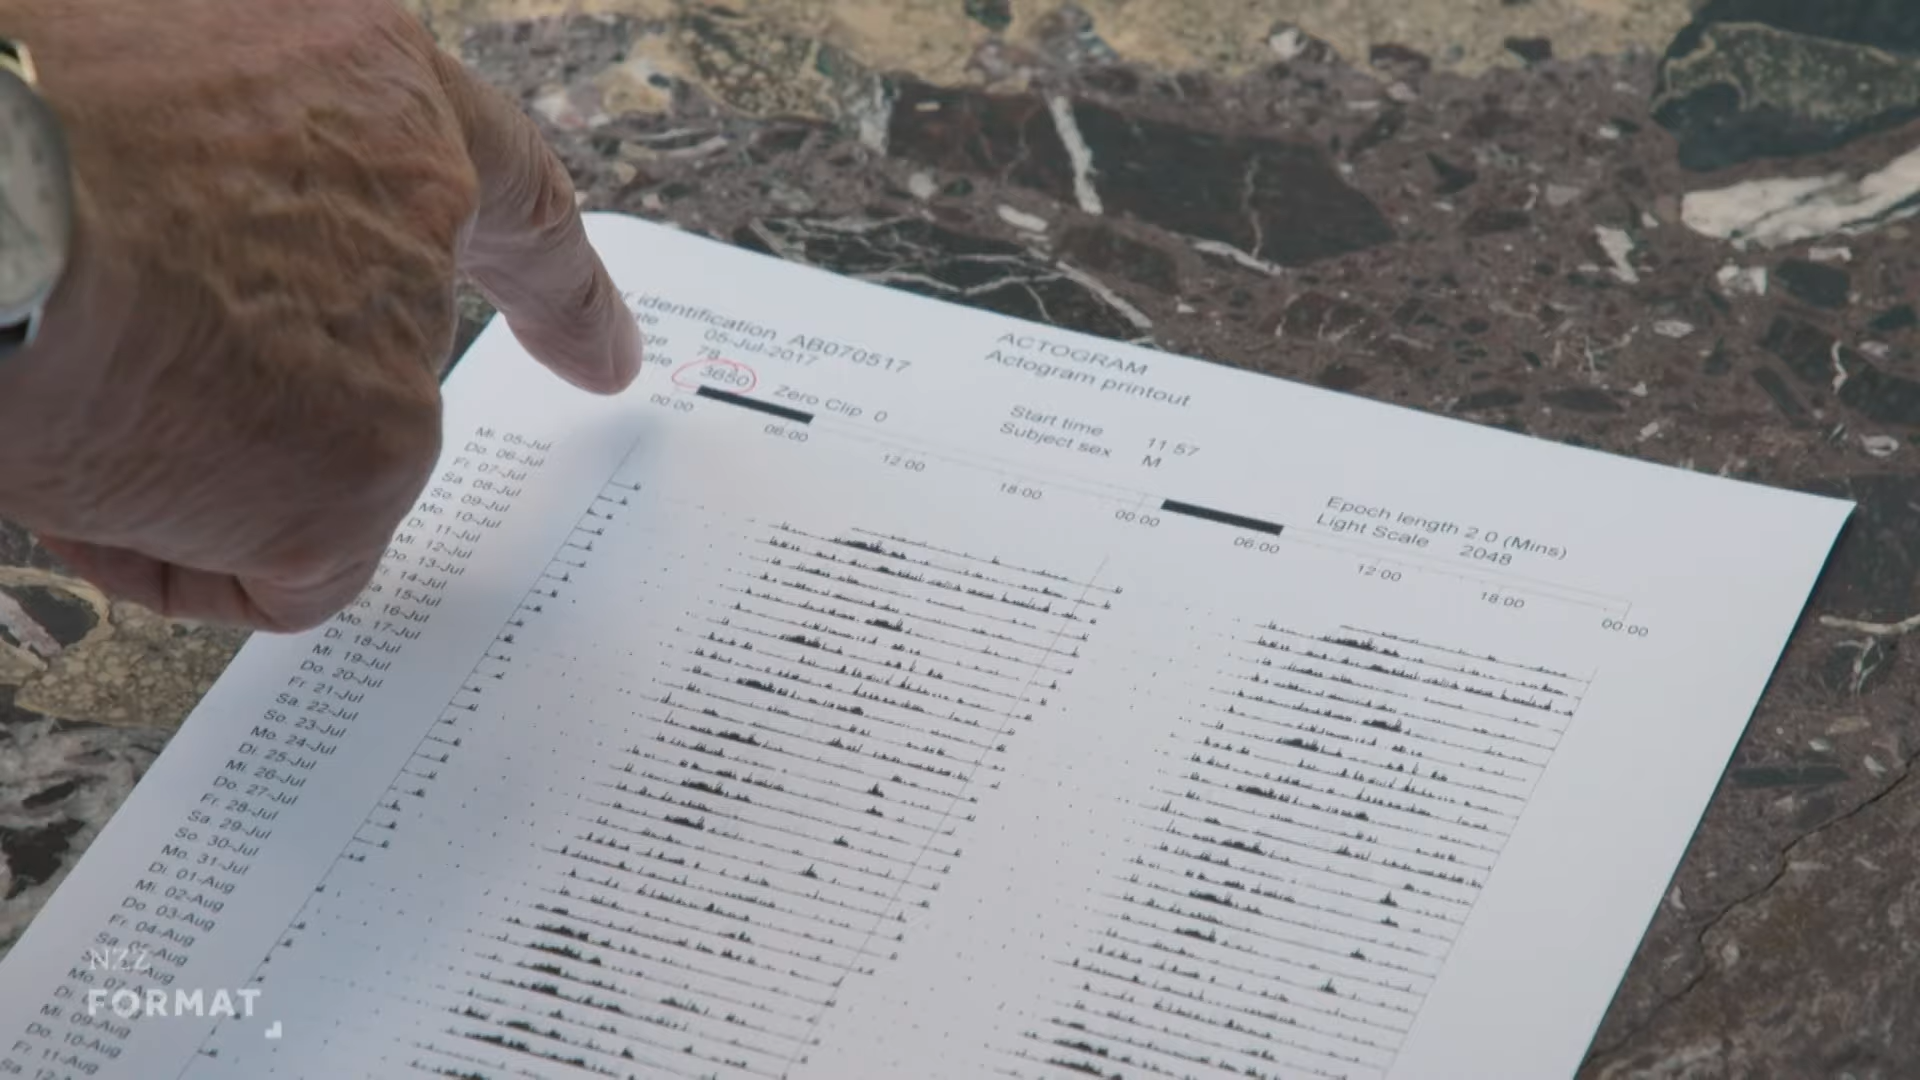 identification AB070517
05-Jul-2017
78
3650
Zero Clip 0
ACTOGRAM
Actogram printout
Start time 11:57
Subject sex M
Epoch length 2.0 (Mins)
Light Scale 2048
00:00 06:00 12:00 18:00 00:00 06:00 12:00 18:00 00:00
Mi. 05-Jul
Do. 06-Jul
Fr. 07-Jul
Sa. 08-Jul
So. 09-Jul
Mo. 10-Jul
Di. 11-Jul
Mi. 12-Jul
Do. 13-Jul
Fr. 14-Jul
15-Jul
16-Jul
Mo. 17-Jul
Di. 18-Jul
Mi. 19-Jul
Do. 20-Jul
Fr. 21-Jul
Sa. 22-Jul
So. 23-Jul
Mo. 24-Jul
Di. 25-Jul
Mi. 26-Jul
Do. 27-Jul
Fr. 28-Jul
Sa. 29-Jul
So. 30-Jul
Mo. 31-Jul
Di. 01-Aug
Mi. 02-Aug
Do. 03-Aug
Fr. 04-Aug
Sa. 05-Aug
Mi. 09-Aug
Do. 10-Aug
Fr. 11-Aug
NZZ
FORMAT